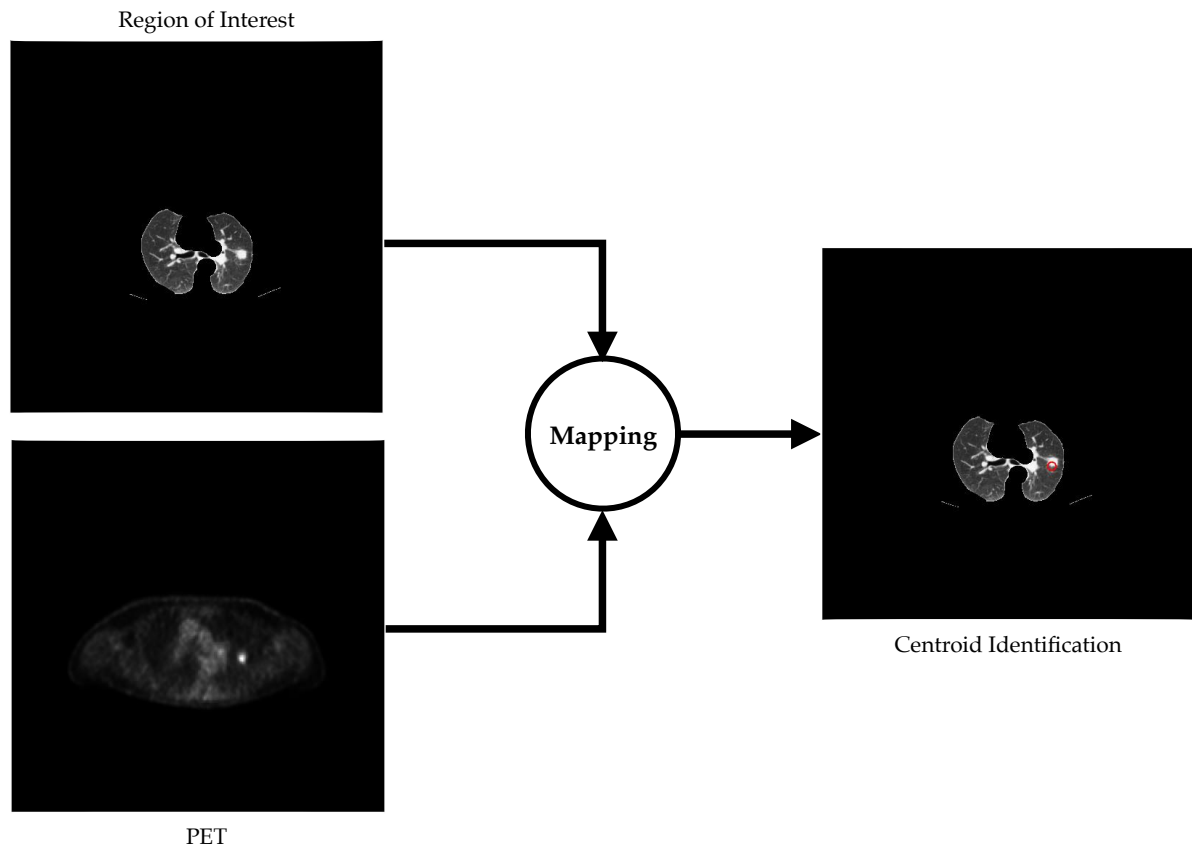 Region of Interest
Mapping
Centroid Identification
PET